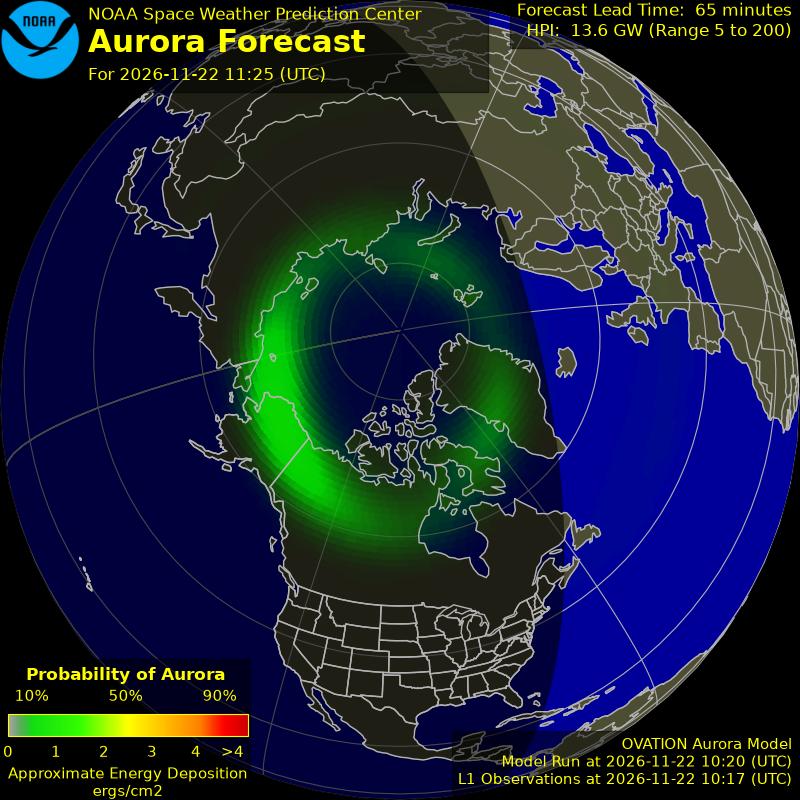 NOAA
NOAA Space Weather Prediction Center
Aurora Forecast
For 2026-11-22 11:25 (UTC)
Forecast Lead Time: 65 minutes
HPI: 13.6 GW (Range 5 to 200)
Probability of Aurora
10% 50% 90%
0 1 2 3 4 >4
Approximate Energy Deposition
ergs/cm2
OVATION Aurora Model
Model Run at 2026-11-22 10:20 (UTC)
L1 Observations at 2026-11-22 10:17 (UTC)